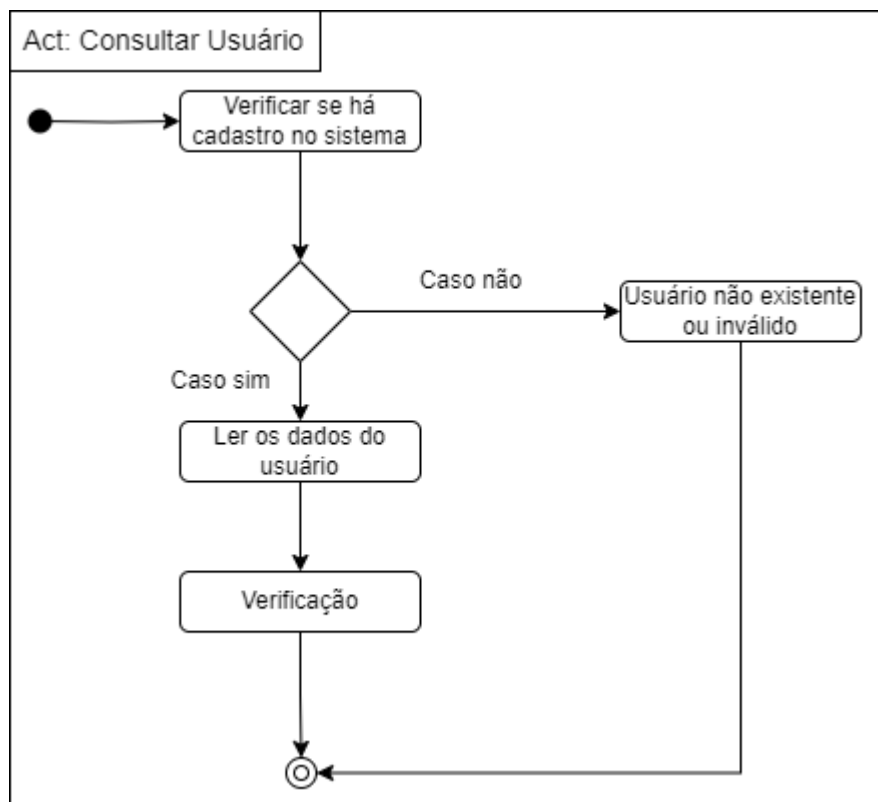 Act: Consultar Usuário
Verificar se há
cadastro no sistema
Caso não
Usuário não existente
ou inválido
Caso sim
Ler os dados do
usuário
Verificação